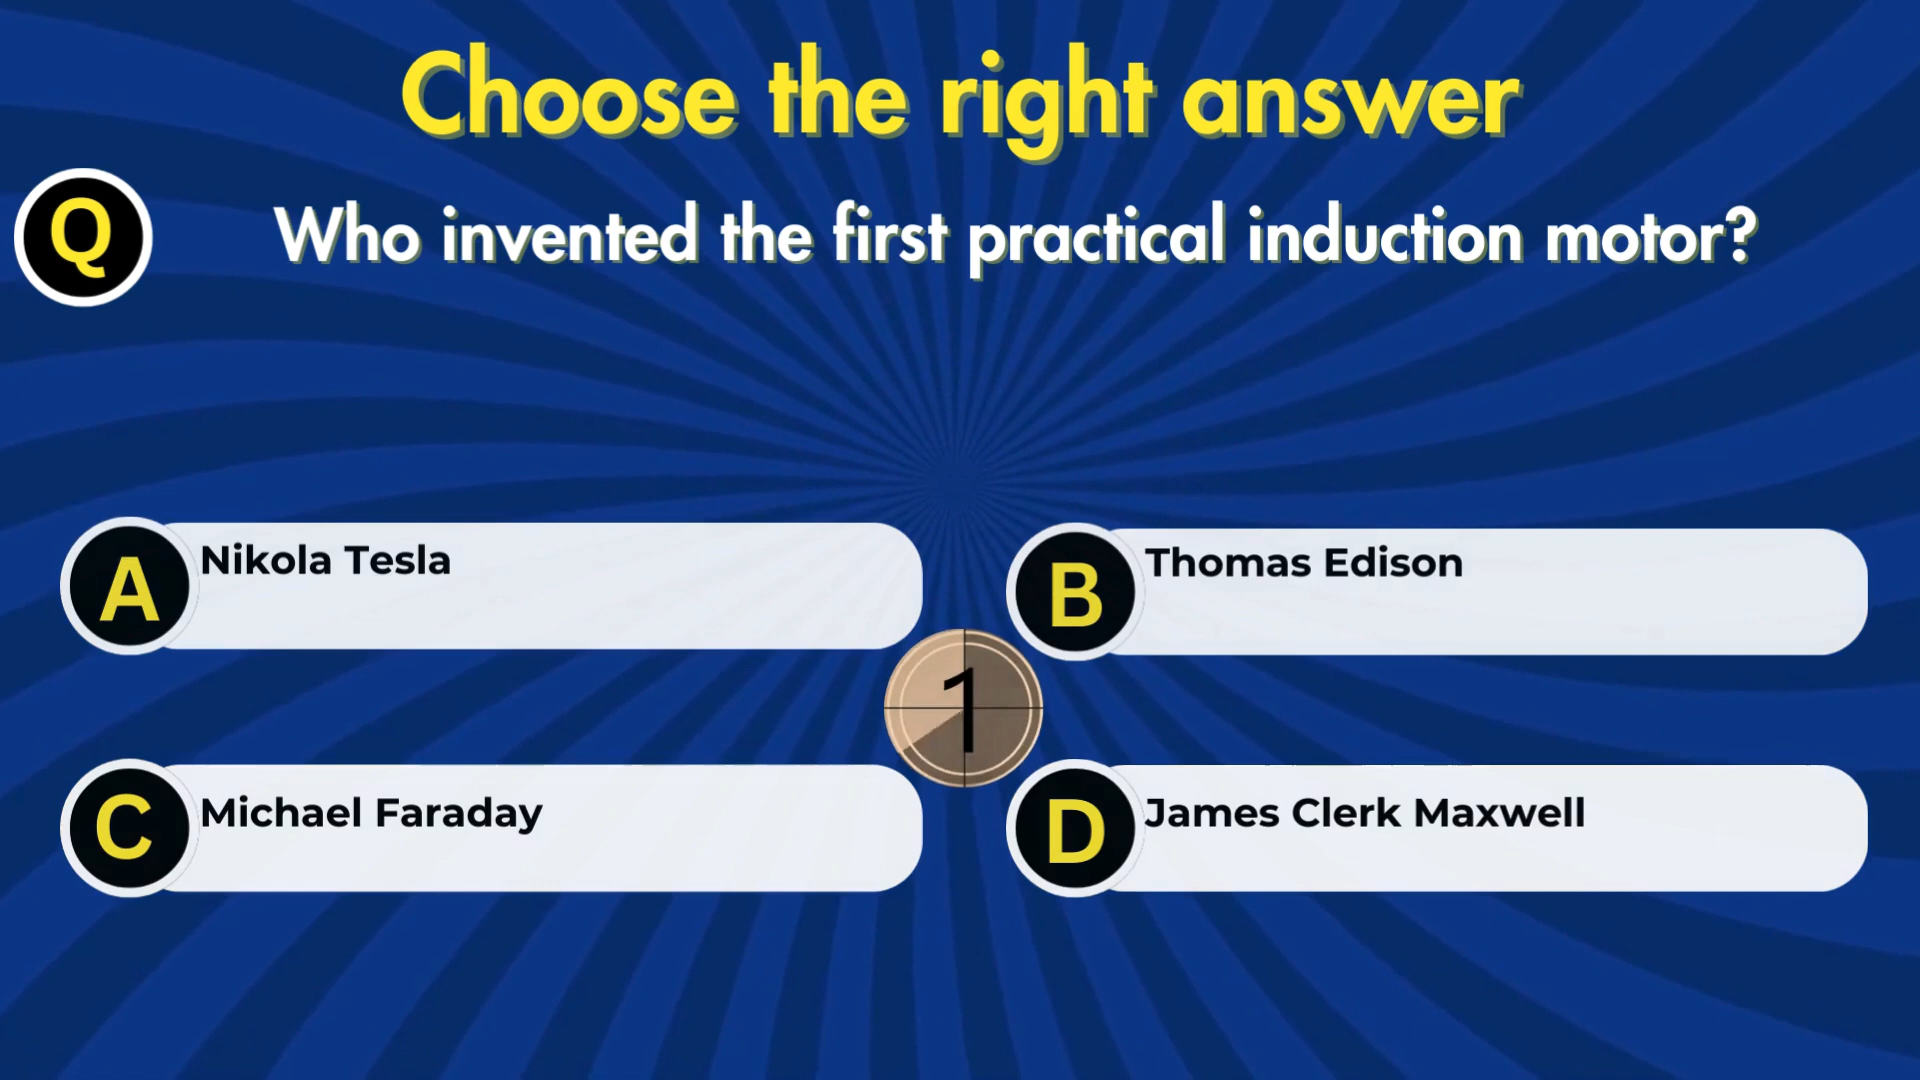 Choose the right answer
Q
Who invented the first practical induction motor?
A
Nikola Tesla
B
Thomas Edison
1
C
Michael Faraday
D
James Clerk Maxwell